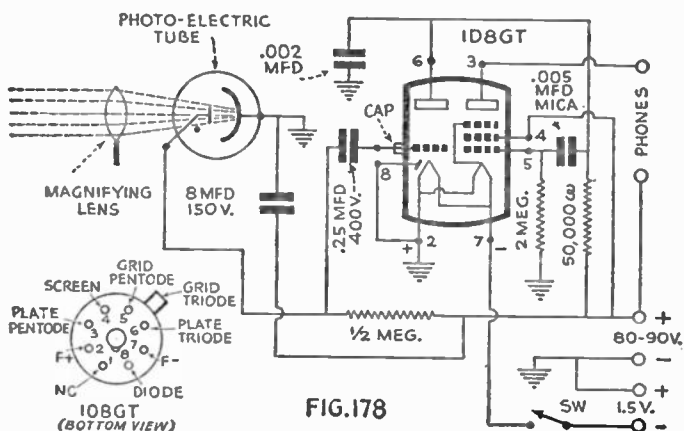 PHOTO-ELECTRIC
TUBE
.002
MFD
1D8GT
6
3
.005
MFD
MICA
CAP
4
5
PHONES
MAGNIFYING
LENS
8 MFD
150 V.
.25 MFD
400 V.
8
+
2
7
-
2 MEG.
50,000 Ω
GRID
PENTODE
SCREEN
GRID
TRIODE
PLATE
PENTODE
PLATE
TRIODE
F+
F-
NC
DIODE
1
2
3
4
5
6
7
8
1D8GT
(BOTTOM VIEW)
½ MEG.
+
80-90V.
-
+
1.5 V.
SW
-
FIG.178